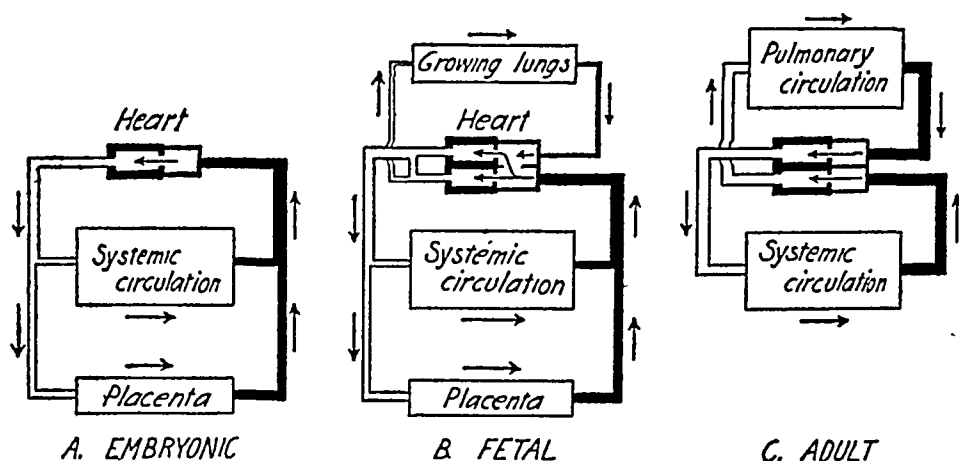 Heart
Systemic
circulation
Placenta
A. EMBRYONIC
Growing lungs
Heart
Systemic
circulation
Placenta
B. FETAL
Pulmonary
circulation
Systemic
circulation
C. ADULT